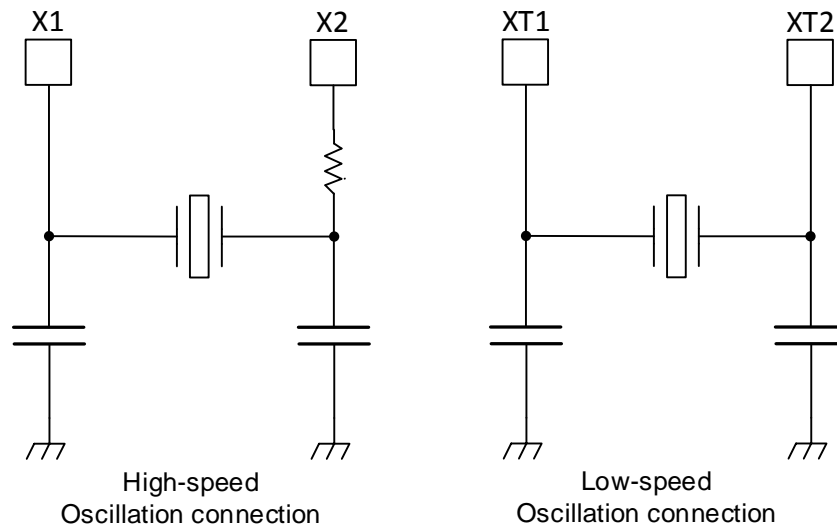 X1
X2
XT1
XT2
High-speed
Oscillation connection
Low-speed
Oscillation connection